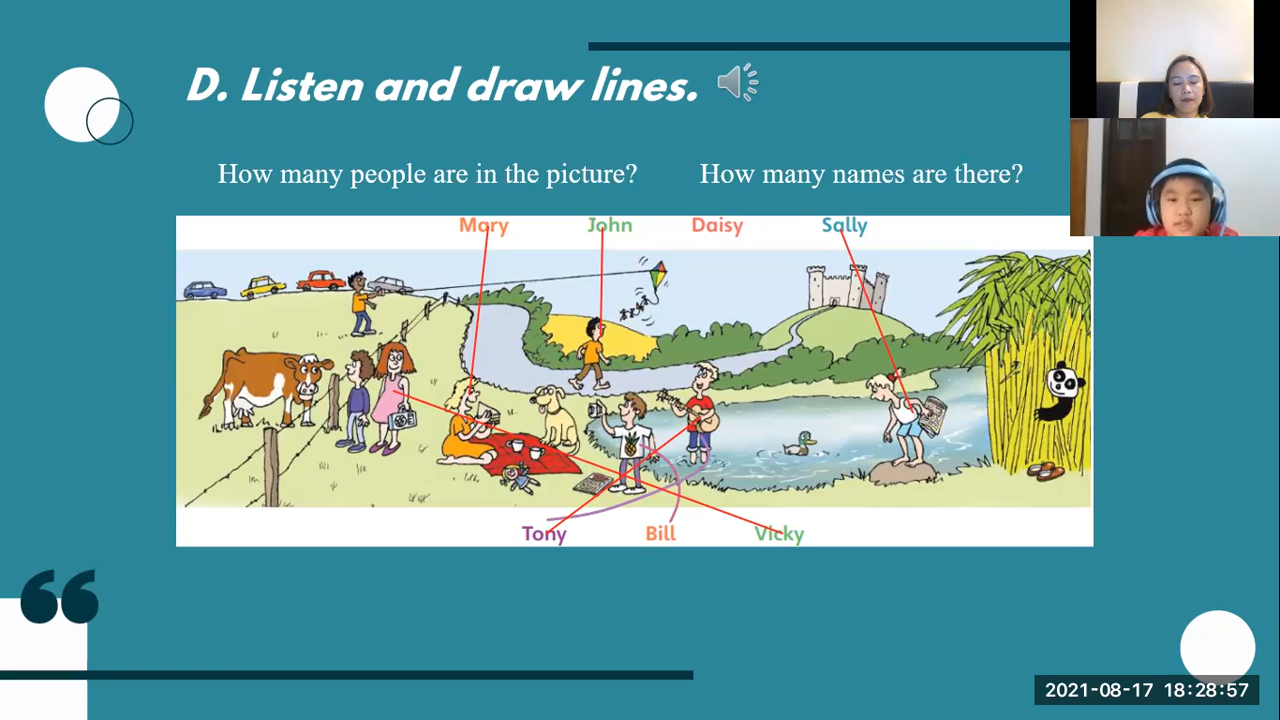 D. Listen and draw lines.
How many people are in the picture? How many names are there?
Mary John Daisy Sally
Tony Bill Vicky
2021-08-17 18:28:57